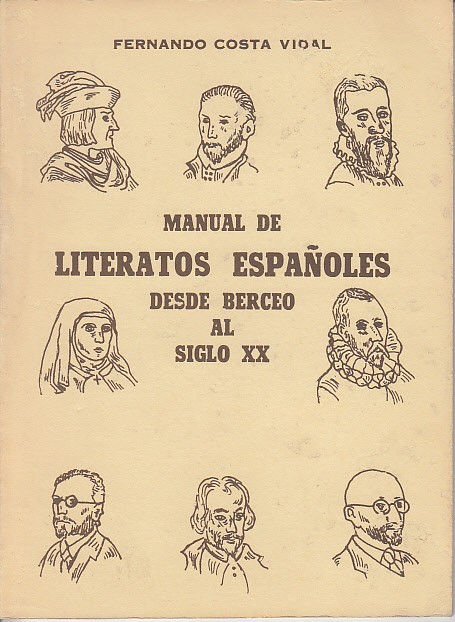 FERNANDO COSTA VIDAL
MANUAL DE
LITERATOS ESPAÑOLES
DESDE BERCEO
AL
SIGLO XX